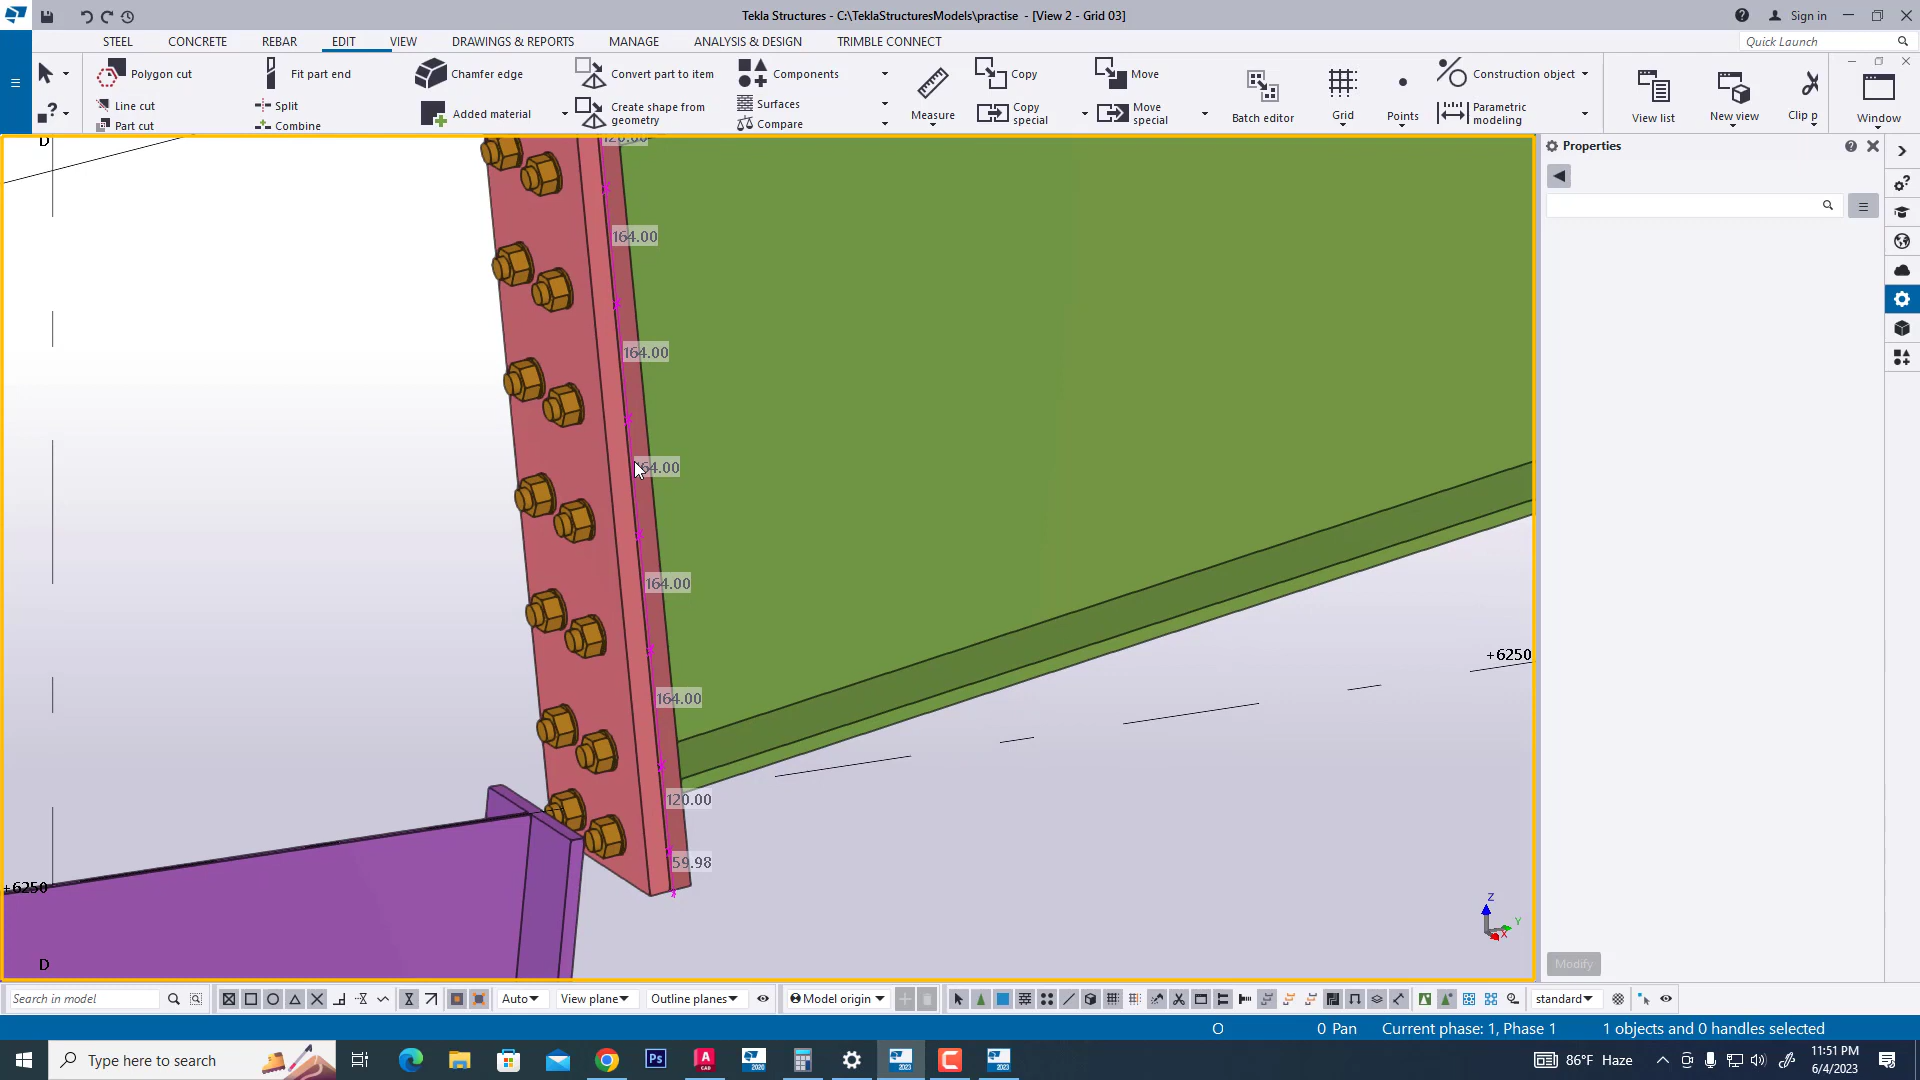 Tekla Structures - C:\TeklaStructuresModels\practise - [View 2 - Grid 03]
Sign in
STEEL CONCRETE REBAR EDIT VIEW DRAWINGS & REPORTS MANAGE ANALYSIS & DESIGN TRIMBLE CONNECT
Quick Launch
Polygon cut
Line cut
Part cut
Fit part end
Split
Combine
Chamfer edge
Added material
Convert part to item
Create shape from
geometry
Components
Surfaces
Compare
Measure
Copy
Copy
special
Move
Move
special
Batch editor
Grid
Points
Construction object
Parametric
modeling
View list
New view
Clip p
Window
Properties
D
120.00
164.00
164.00
164.00
164.00
164.00
120.00
59.98
+6250
+6250
D
Z
Y
X
Modify
Search in model
Auto
View plane
Outline planes
Model origin
standard
O
0 Pan
Current phase: 1, Phase 1
1 objects and 0 handles selected
Type here to search
86°F Haze
11:51 PM
6/4/2023